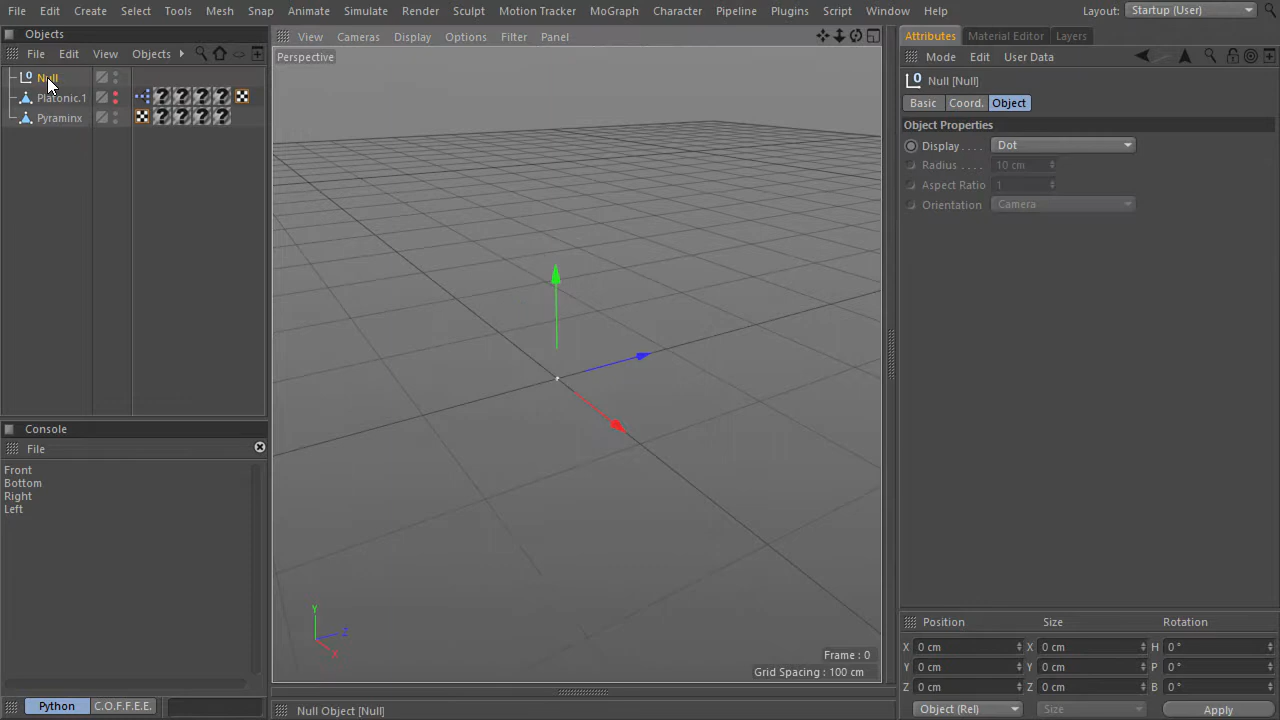 File Edit Create Select Tools Mesh Snap Animate Simulate Render Sculpt Motion Tracker MoGraph Character Pipeline Plugins Script Window Help Layout: Startup (User)
Objects
File Edit View Objects
Null
Platonic.1
Pyraminx
Console
File
Front
Bottom
Right
Left
Python C.O.F.F.E.E.
View Cameras Display Options Filter Panel
Perspective
Y
Z
X
Frame : 0
Grid Spacing : 100 cm
Null Object [Null]
Attributes Material Editor Layers
Mode Edit User Data
Null [Null]
Basic Coord. Object
Object Properties
Display . . . . Dot
Radius . . . . 10 cm
Aspect Ratio 1
Orientation Camera
Position Size Rotation
X 0 cm X 0 cm H 0 °
Y 0 cm Y 0 cm P 0 °
Z 0 cm Z 0 cm B 0 °
Object (Rel) Size Apply